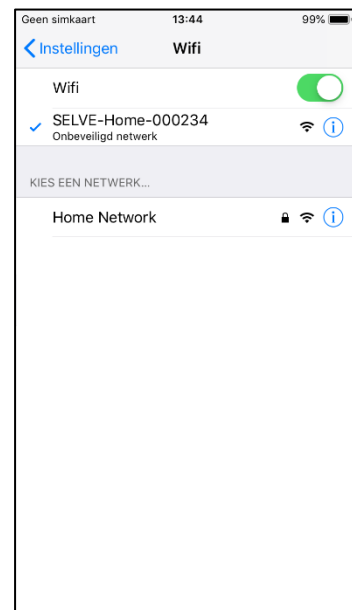 Geen simkaart 13:44 99%
Instellingen Wifi
Wifi
SELVE-Home-000234
Onbeveiligd netwerk
KIES EEN NETWERK...
Home Network